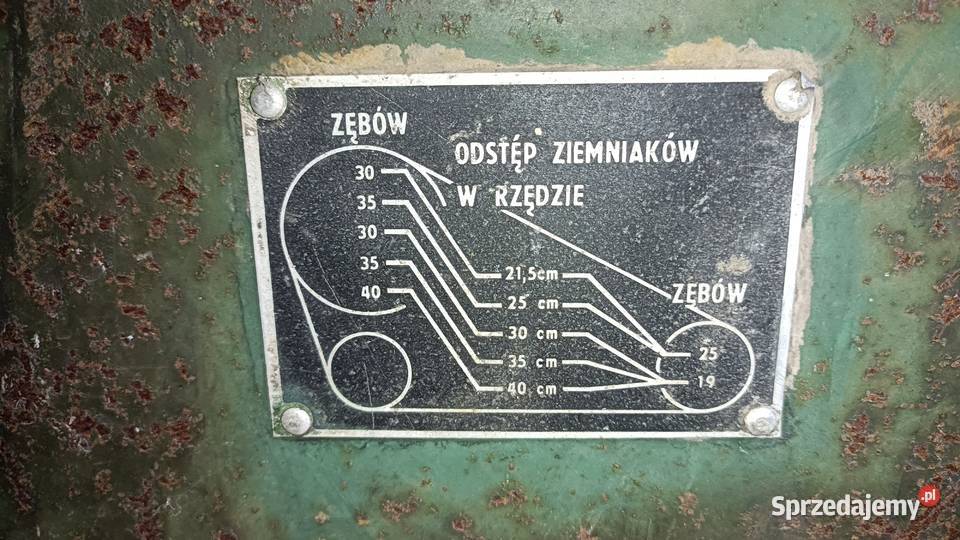 ZĘBÓW
ODSTĘP ZIEMNIAKÓW
W RZĘDZIE
30
35
30
35
40
21,5cm
25 cm
30 cm
35 cm
40 cm
ZĘBÓW
25
19
Sprzedajemy.pl